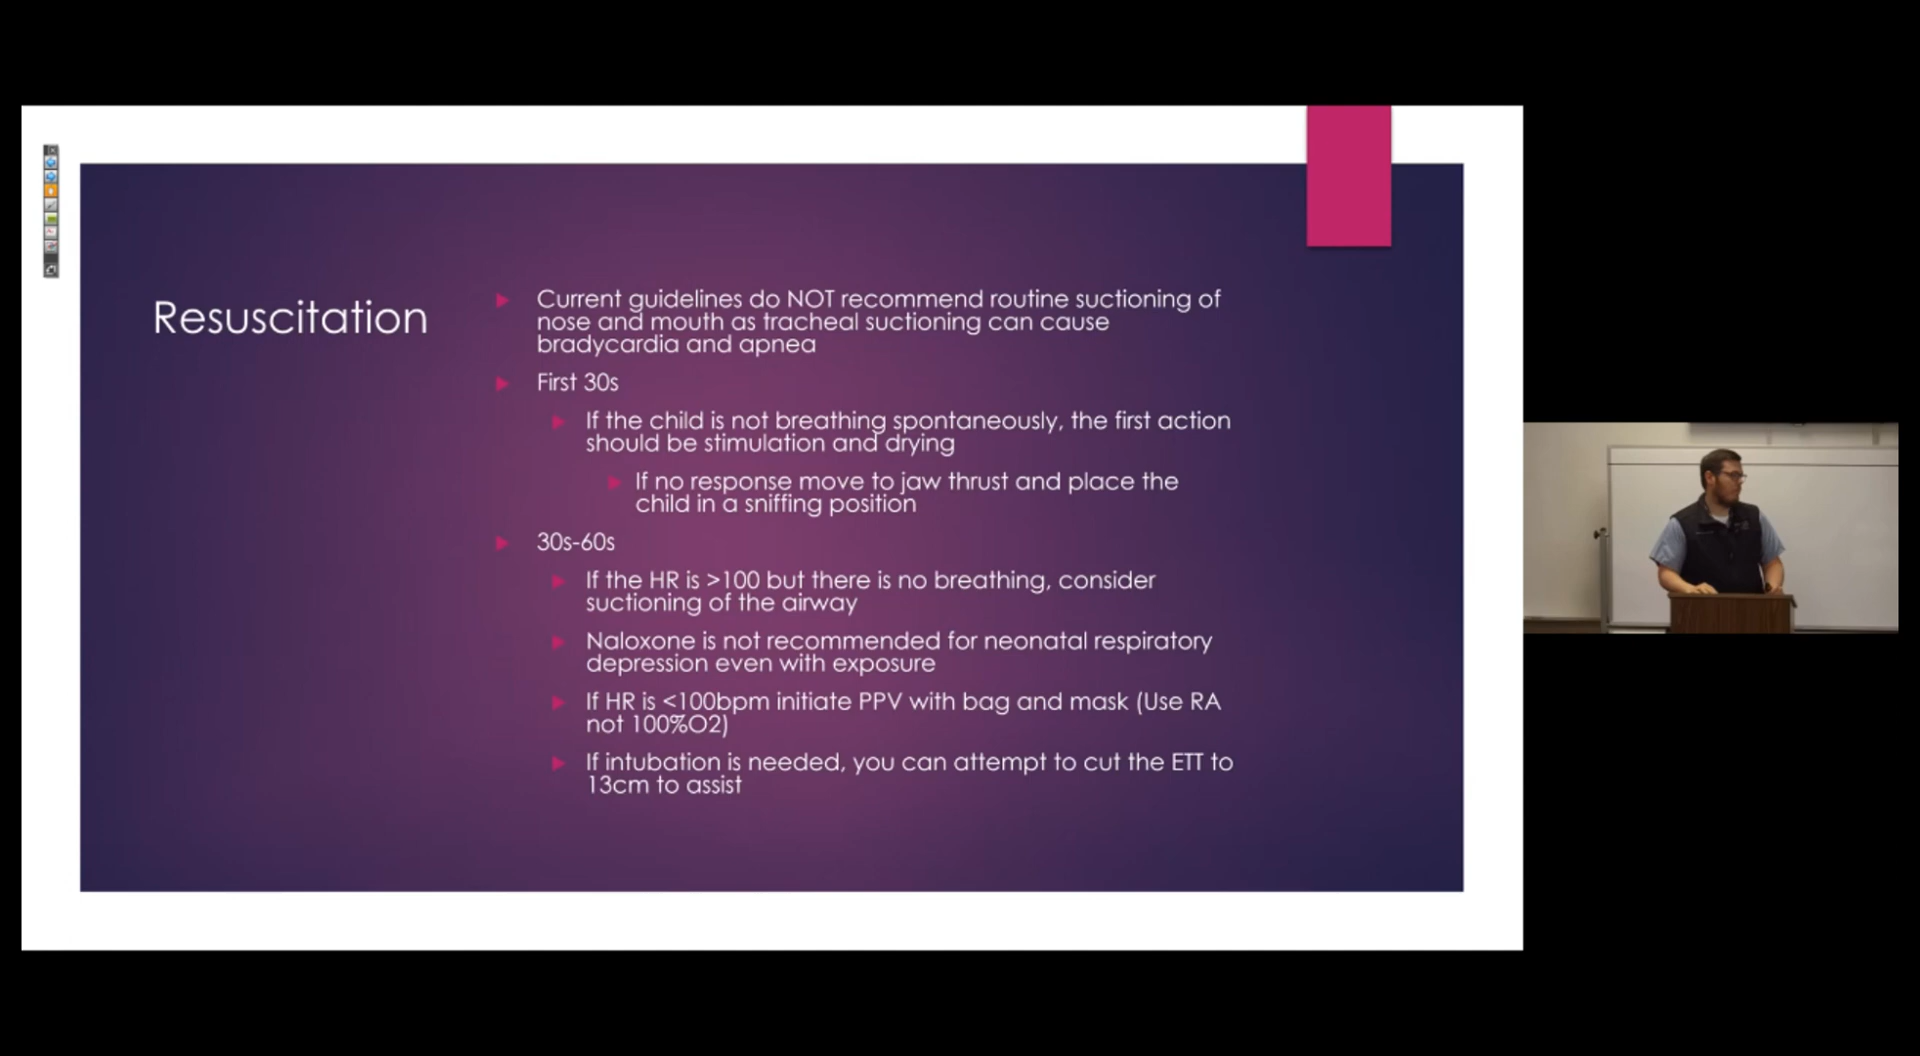 Resuscitation
Current guidelines do NOT recommend routine suctioning of
nose and mouth as tracheal suctioning can cause
bradycardia and apnea
First 30s
If the child is not breathing spontaneously, the first action
should be stimulation and drying
If no response move to jaw thrust and place the
child in a sniffing position
30s-60s
If the HR is >100 but there is no breathing, consider
suctioning of the airway
Naloxone is not recommended for neonatal respiratory
depression even with exposure
If HR is <100bpm initiate PPV with bag and mask (Use RA
not 100%O2)
If intubation is needed, you can attempt to cut the ETT to
13cm to assist